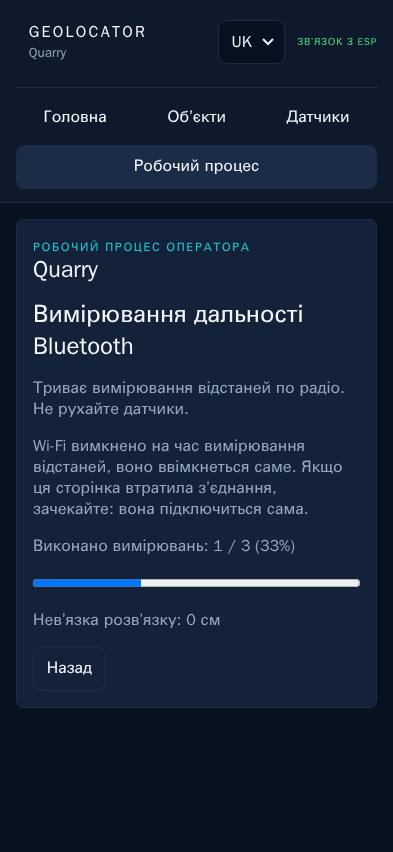 GEOLOCATOR
Quarry
UK
ЗВ'ЯЗОК З ESP
Головна
Об'єкти
Датчики
Робочий процес
РОБОЧИЙ ПРОЦЕС ОПЕРАТОРА
Quarry
Вимірювання дальності
Bluetooth
Триває вимірювання відстаней по радіо.
Не рухайте датчики.
Wi-Fi вимкнено на час вимірювання
відстаней, воно ввімкнеться саме. Якщо
ця сторінка втратила з'єднання,
зачекайте: вона підключиться сама.
Виконано вимірювань: 1 / 3 (33%)
Нев'язка розв'язку: 0 см
Назад